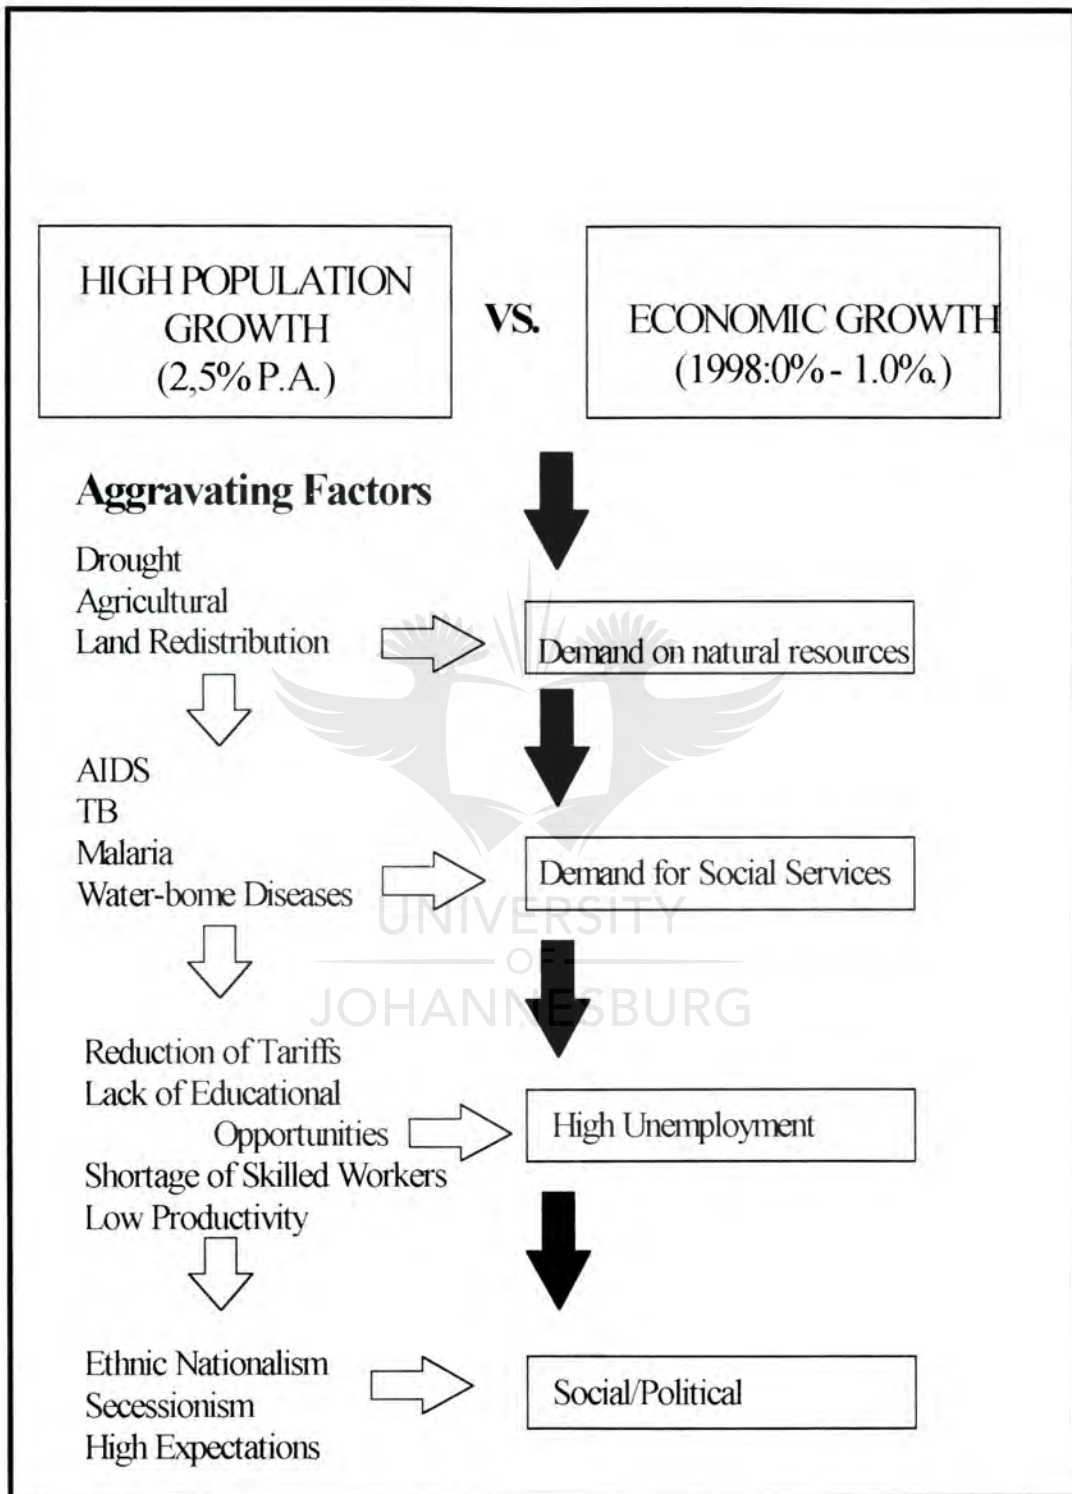 HIGH POPULATION
GROWTH
(2,5% P.A.)
VS.
ECONOMIC GROWTH
(1998:0% - 1.0%.)
Aggravating Factors
Drought
Agricultural
Land Redistribution
Demand on natural resources
AIDS
TB
Malaria
Water-borne Diseases
Demand for Social Services
UNIVERSITY
OF
JOHANNESBURG
Reduction of Tariffs
Lack of Educational
Opportunities
Shortage of Skilled Workers
Low Productivity
High Unemployment
Ethnic Nationalism
Secessionism
High Expectations
Social/Political